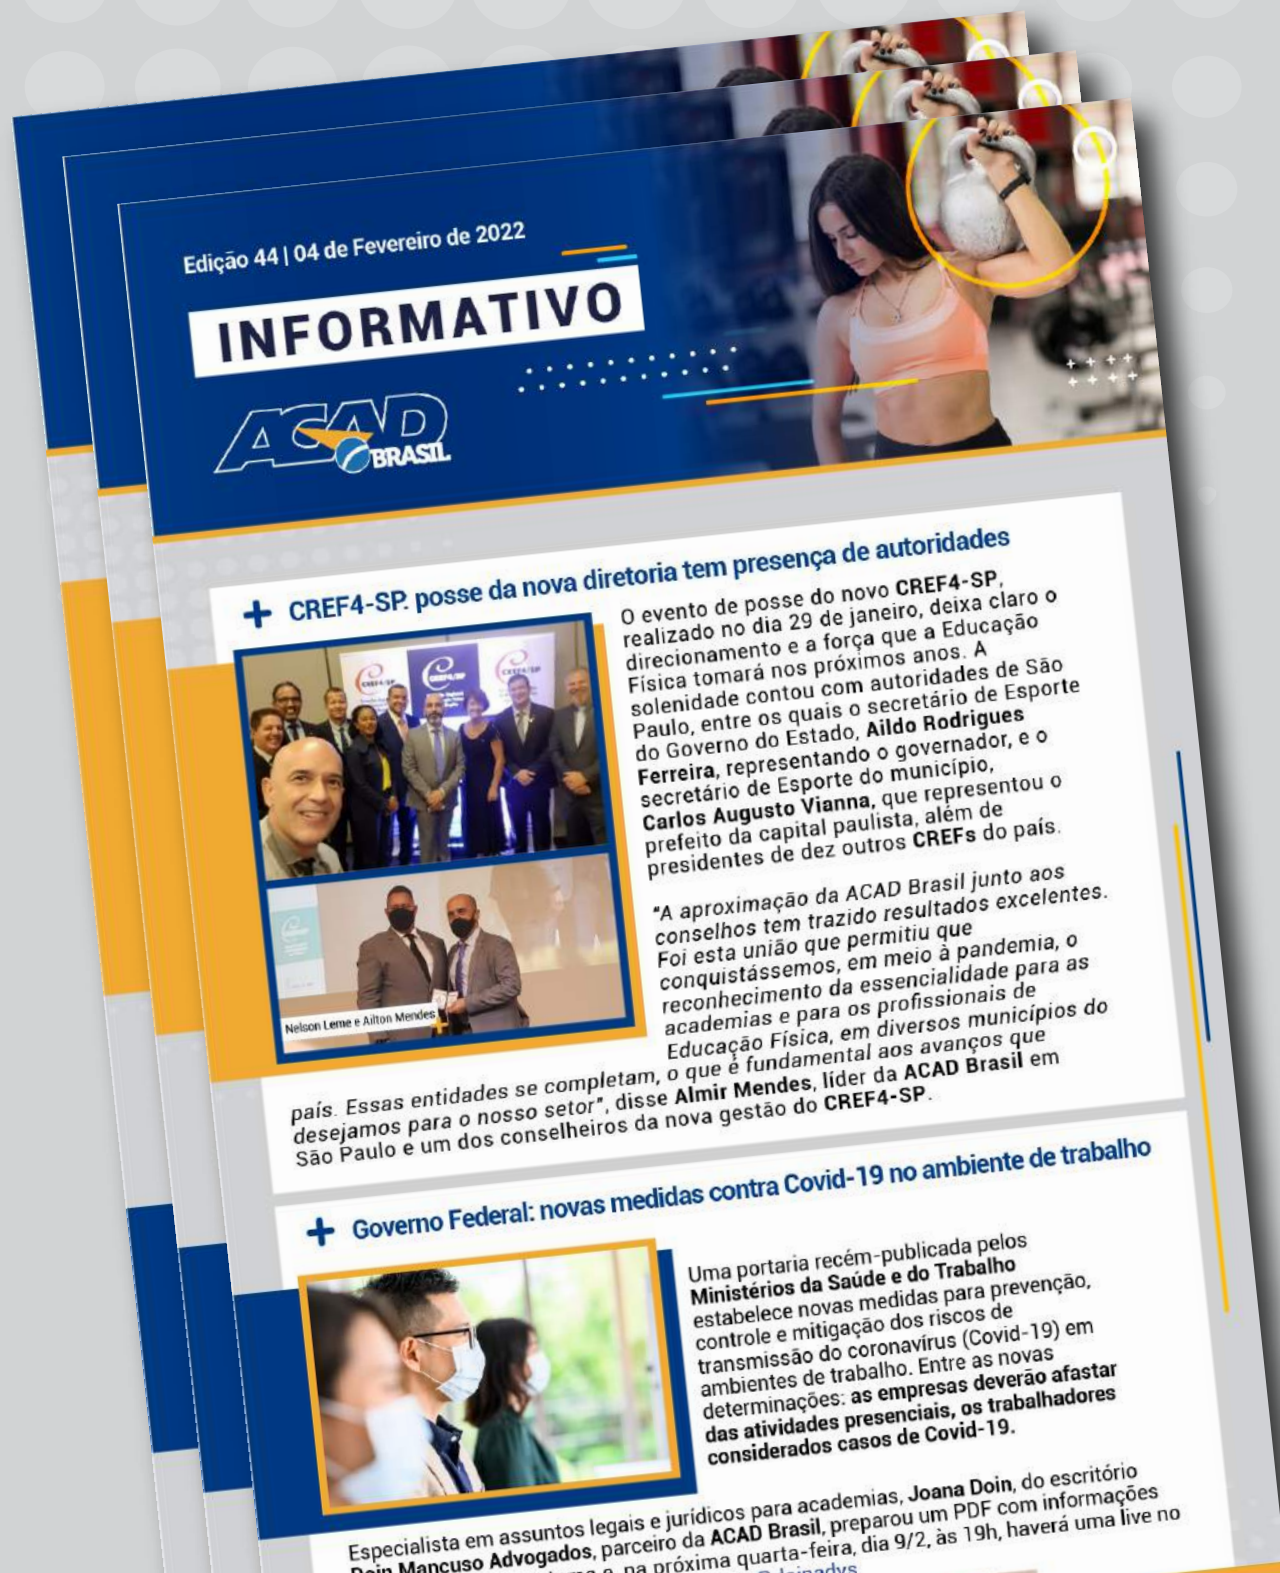 Edição 44 | 04 de Fevereiro de 2022
INFORMATIVO
ACAD
BRASIL
CREF4-SP: posse da nova diretoria tem presença de autoridades
O evento de posse do novo CREF4-SP,
realizado no dia 29 de janeiro, deixa claro o
direcionamento e a força que a Educação
Física tomará nos próximos anos. A
solenidade contou com autoridades de São
Paulo, entre os quais o secretário de Esporte
do Governo do Estado, Aildo Rodrigues
Ferreira, representando o governador, e o
secretário de Esporte do município,
Carlos Augusto Vianna, que representou o
prefeito da capital paulista, além de
presidentes de dez outros CREFs do país.
CREF4/SP
CREF4/SP
CREF4/SP
Nelson Leme e Ailton Mendes
"A aproximação da ACAD Brasil junto aos
conselhos tem trazido resultados excelentes.
Foi esta união que permitiu que
conquistássemos, em meio à pandemia, o
reconhecimento da essencialidade para as
academias e para os profissionais de
Educação Física, em diversos municípios do
país. Essas entidades se completam, o que é fundamental aos avanços que
desejamos para o nosso setor", disse Almir Mendes, líder da ACAD Brasil em
São Paulo e um dos conselheiros da nova gestão do CREF4-SP.
Governo Federal: novas medidas contra Covid-19 no ambiente de trabalho
Uma portaria recém-publicada pelos
Ministérios da Saúde e do Trabalho
estabelece novas medidas para prevenção,
controle e mitigação dos riscos de
transmissão do coronavírus (Covid-19) em
ambientes de trabalho. Entre as novas
determinações: as empresas deverão afastar
das atividades presenciais, os trabalhadores
considerados casos de Covid-19.
Especialista em assuntos legais e jurídicos para academias, Joana Doin, do escritório
Doin Mancuso Advogados, parceiro da ACAD Brasil, preparou um PDF com informações
e, na próxima quarta-feira, dia 9/2, às 19h, haverá uma live no